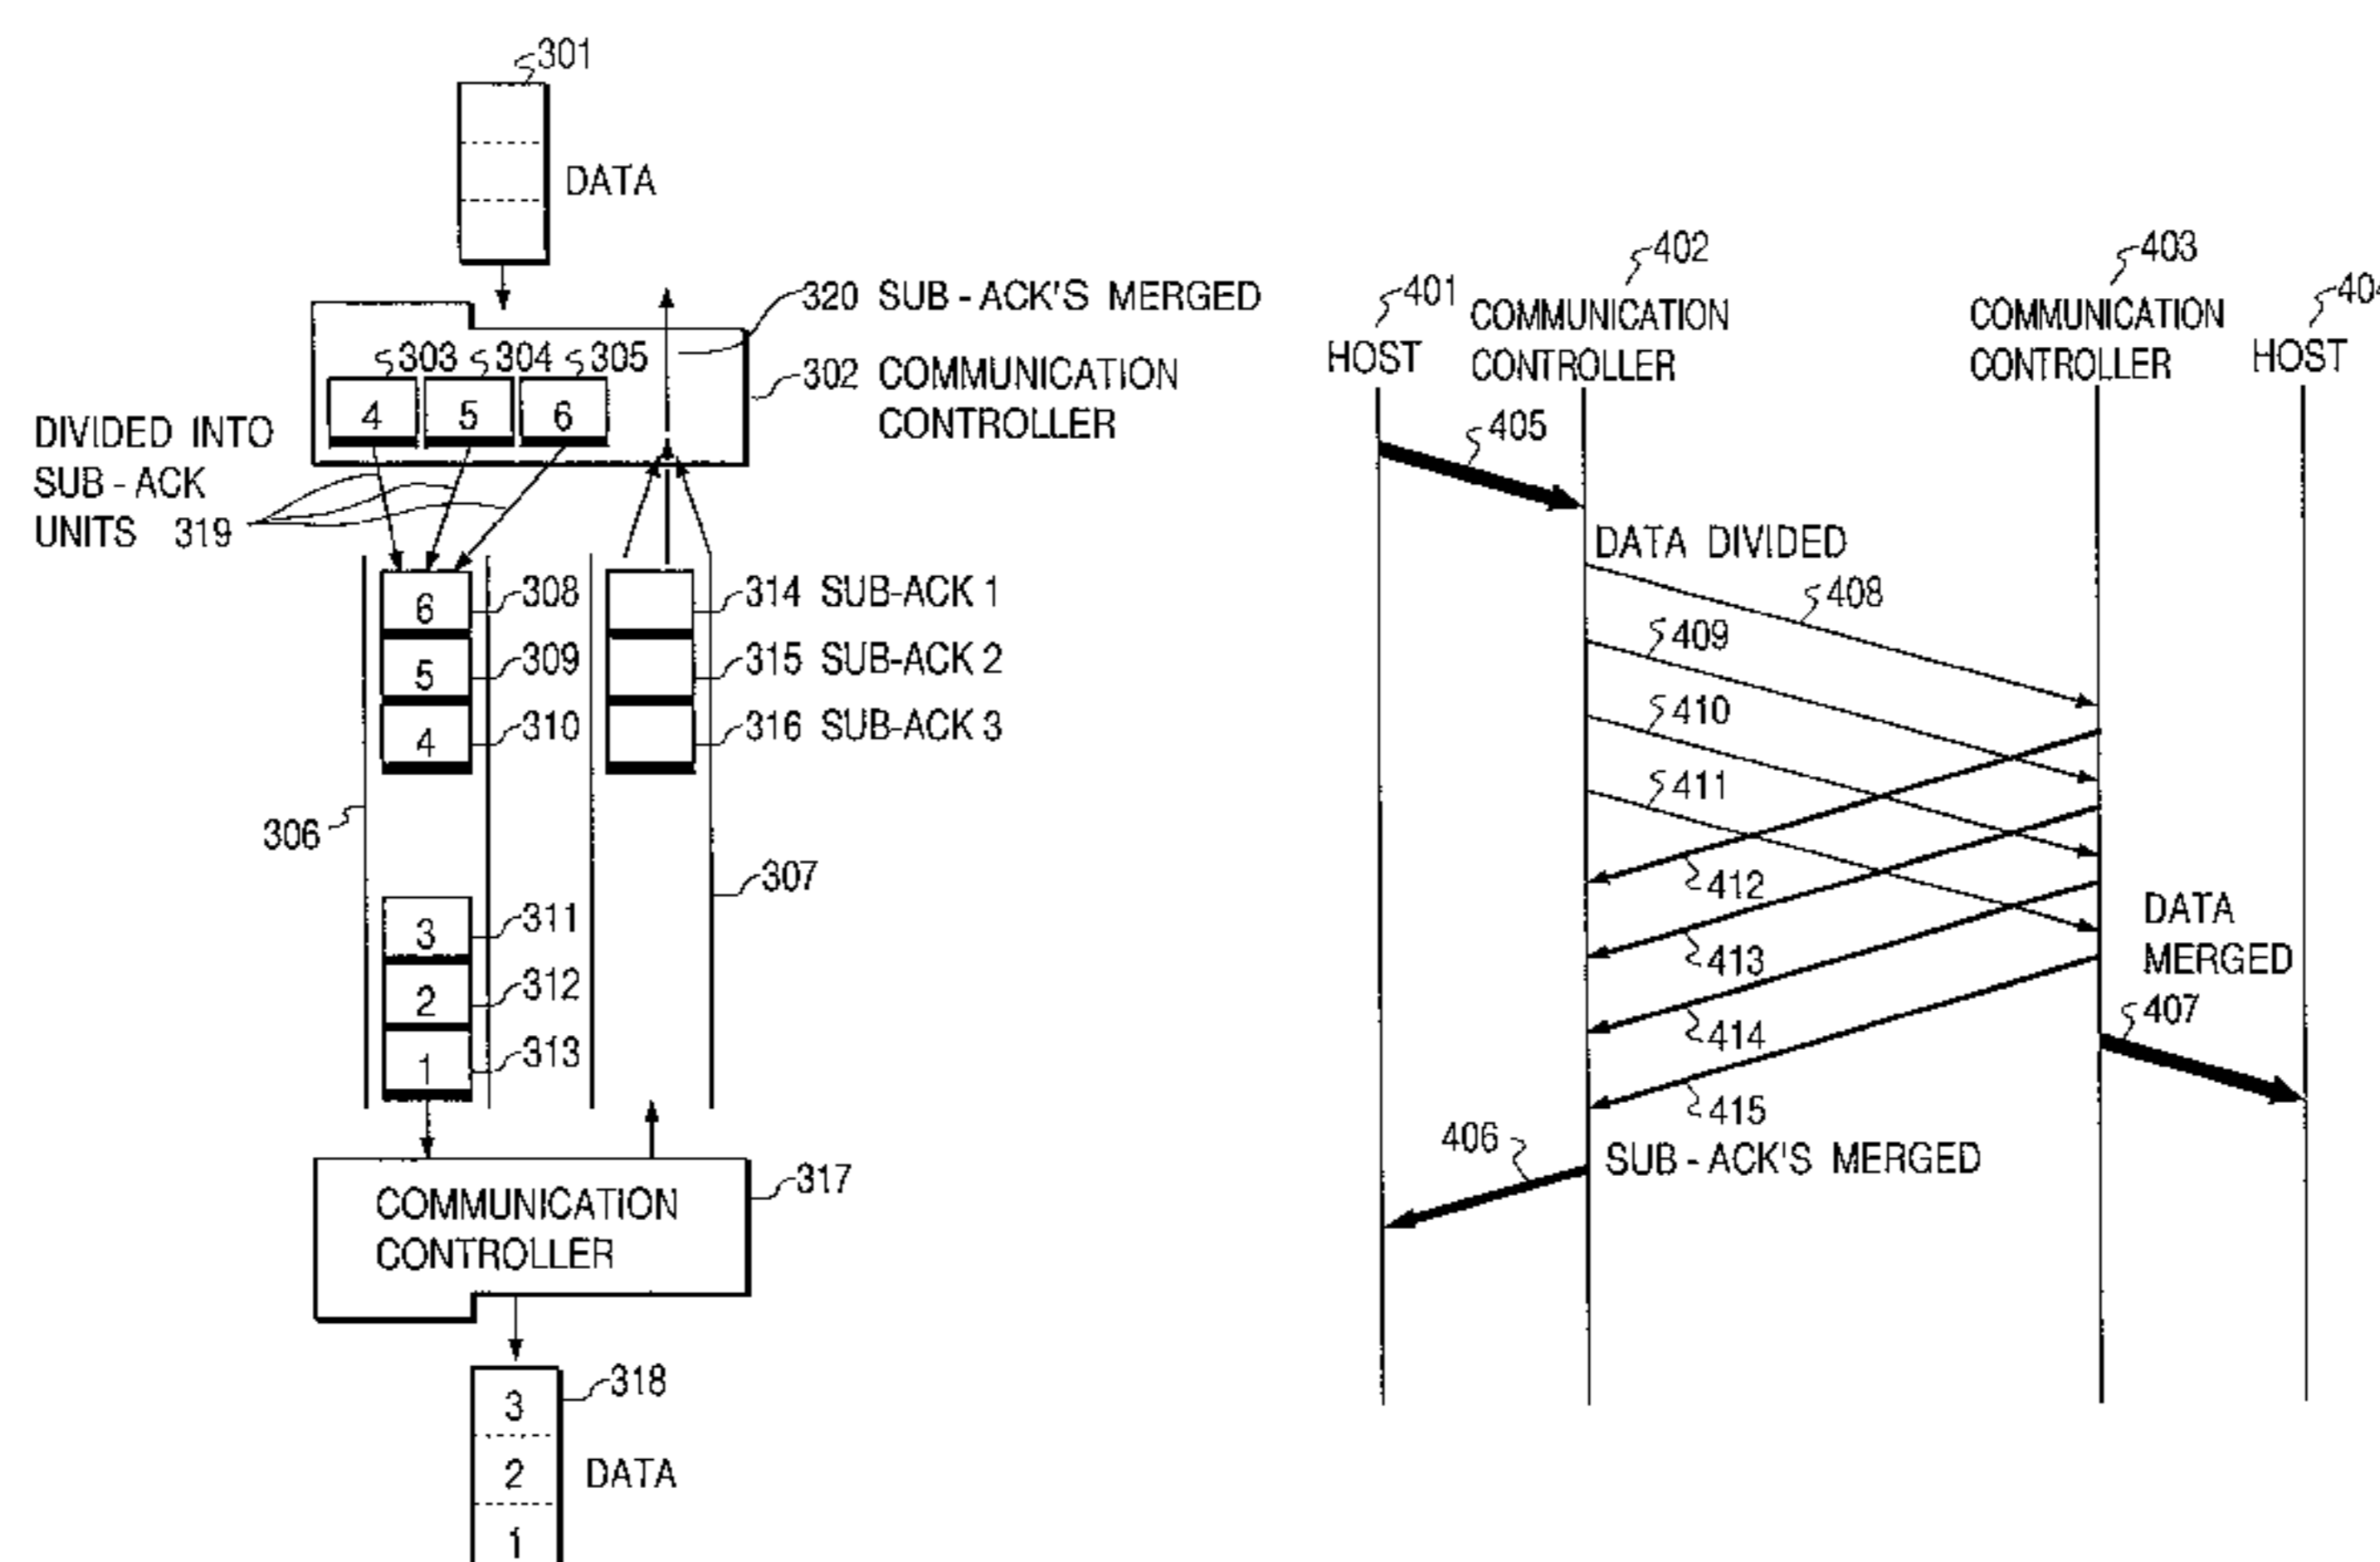 301
DATA
320 SUB-ACK'S MERGED
303 304 305
302 COMMUNICATION
CONTROLLER
4 5 6
DIVIDED INTO
SUB-ACK
UNITS 319
6 308
5 309
4 310
314 SUB-ACK 1
315 SUB-ACK 2
316 SUB-ACK 3
306
307
3 311
2 312
1 313
COMMUNICATION
CONTROLLER
317
318
3
2 DATA
1
401
HOST
402
COMMUNICATION
CONTROLLER
403
COMMUNICATION
CONTROLLER
HOST
405
DATA DIVIDED
408
409
410
411
412
413
414
415
DATA
MERGED
407
406
SUB-ACK'S MERGED